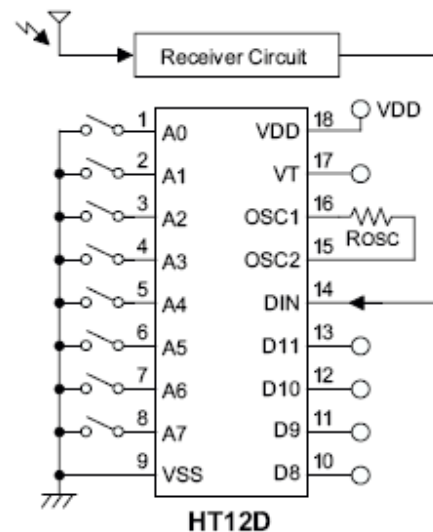 Receiver Circuit
1 A0 VDD 18 VDD
2 A1 VT 17
3 A2 OSC1 16
ROSC
4 A3 OSC2 15
5 A4 DIN 14
6 A5 D11 13
7 A6 D10 12
8 A7 D9 11
9 VSS D8 10
HT12D